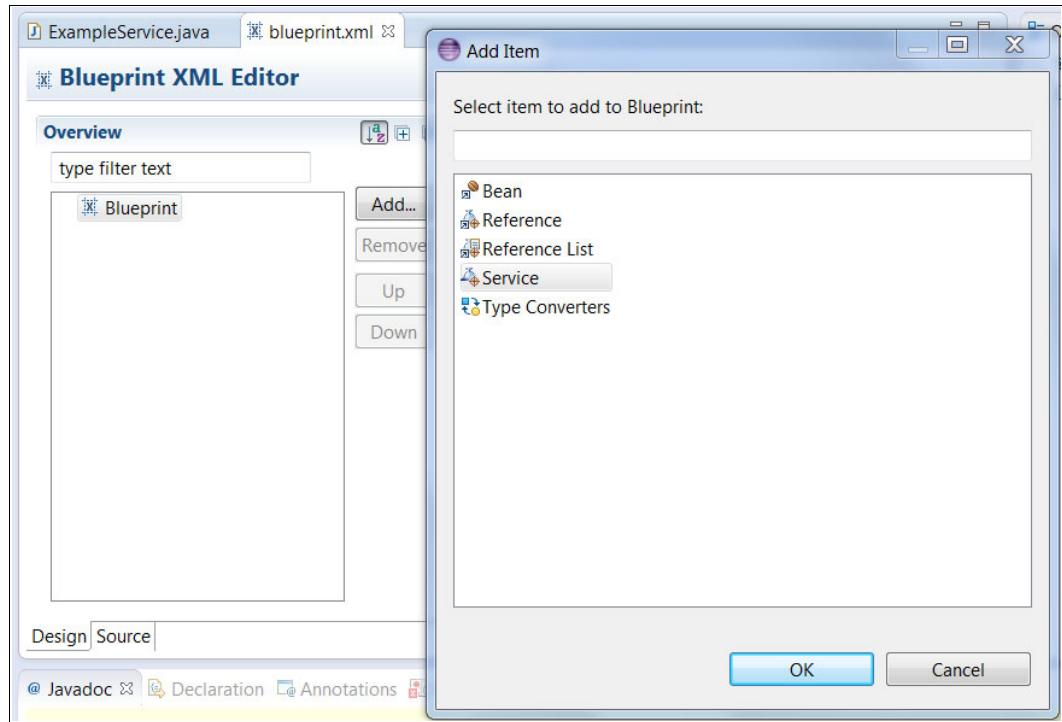 ExampleService.java
blueprint.xml
Blueprint XML Editor
Overview
type filter text
Blueprint
Add...
Remove
Up
Down
Design Source
@ Javadoc Declaration Annotations
Add Item
Select item to add to Blueprint:
Bean
Reference
Reference List
Service
Type Converters
OK Cancel